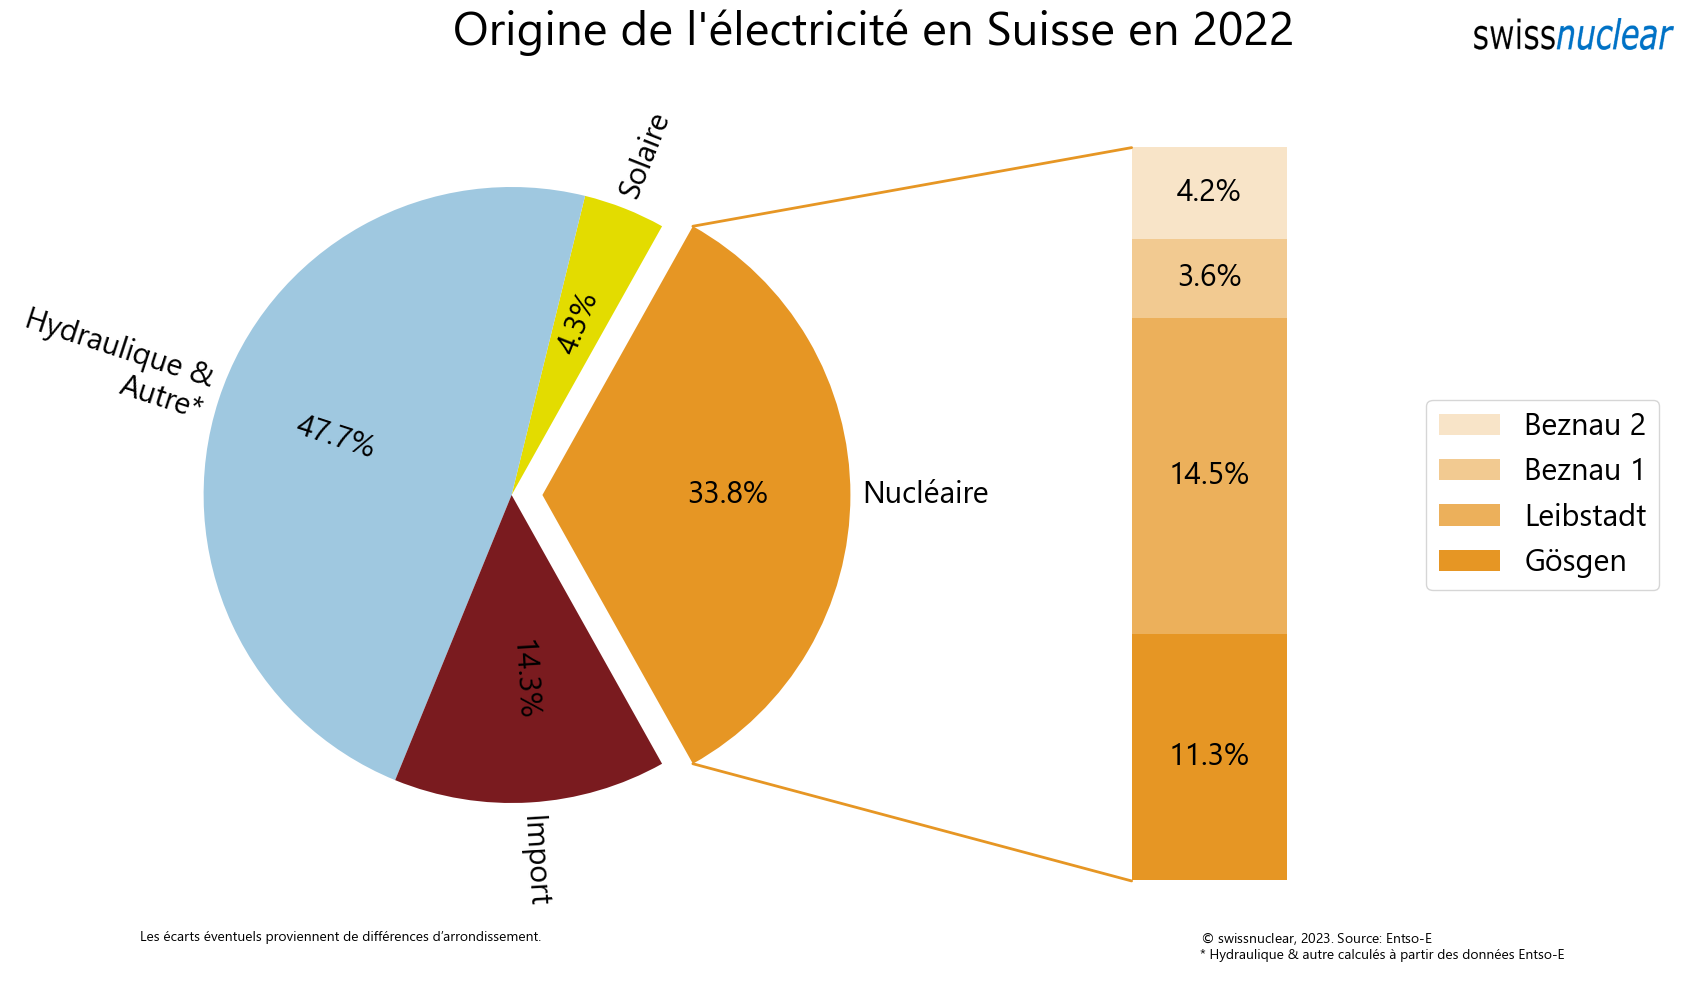 Origine de l'électricité en Suisse en 2022
swissnuclear
Solaire
4.3%
Hydraulique &
Autre*
47.7%
33.8%
Nucléaire
14.3%
Import
4.2%
3.6%
14.5%
11.3%
Beznau 2
Beznau 1
Leibstadt
Gösgen
Les écarts éventuels proviennent de différences d’arrondissement.
© swissnuclear, 2023. Source: Entso-E
* Hydraulique & autre calculés à partir des données Entso-E